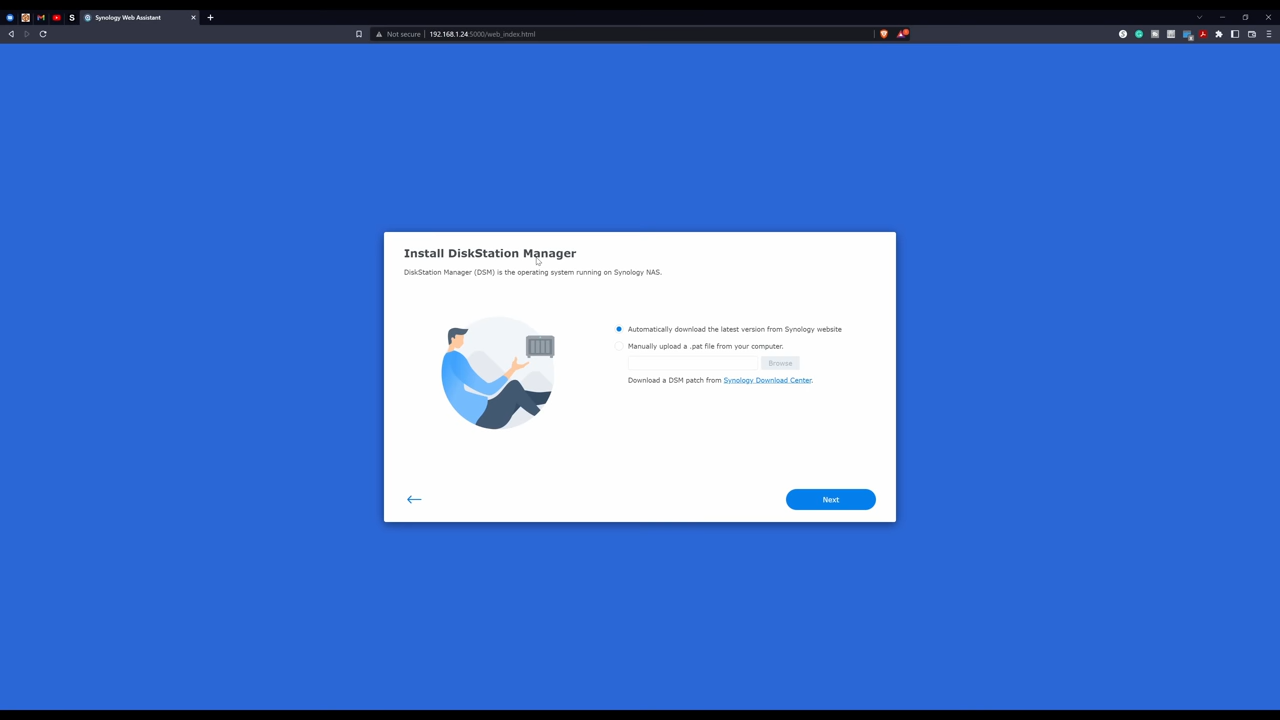 Synology Web Assistant
Not secure 192.168.1.24:5000/web_index.html
Install DiskStation Manager
DiskStation Manager (DSM) is the operating system running on Synology NAS.
Automatically download the latest version from Synology website
Manually upload a .pat file from your computer.
Browse
Download a DSM patch from Synology Download Center.
Next